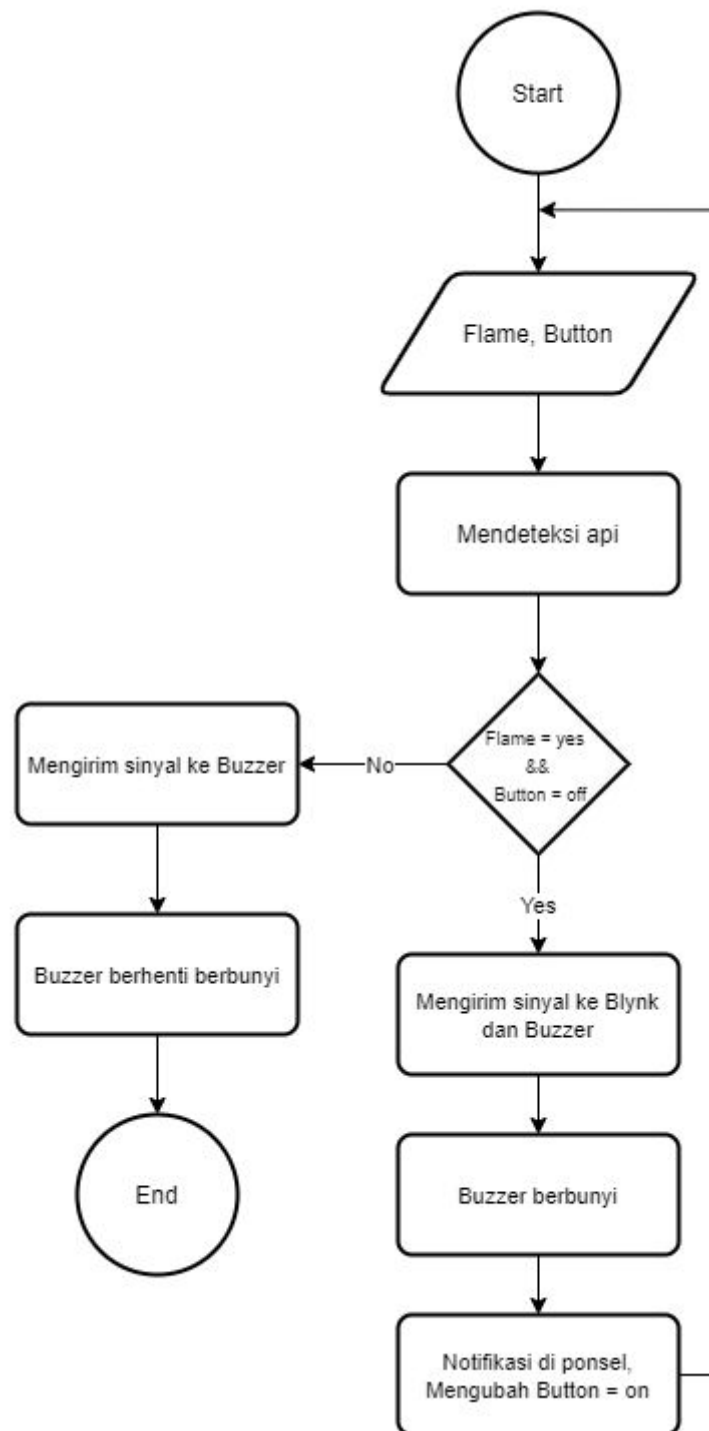 Start
Flame, Button
Mendeteksi api
Flame = yes
&&
Button = off
No
Mengirim sinyal ke Buzzer
Buzzer berhenti berbunyi
End
Yes
Mengirim sinyal ke Blynk
dan Buzzer
Buzzer berbunyi
Notifikasi di ponsel,
Mengubah Button = on